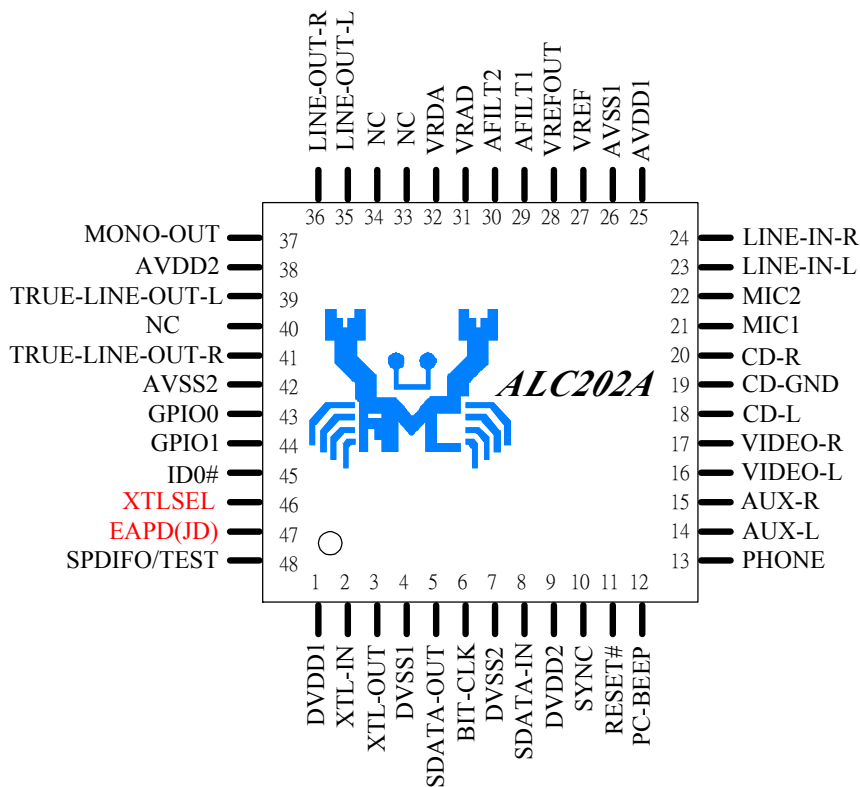 LINE-OUT-R
LINE-OUT-L
NC
NC
VRDA
VRAD
AFILT2
AFILT1
VREFOUT
VREF
AVSS1
AVDD1
36 35 34 33 32 31 30 29 28 27 26 25
MONO-OUT 37
AVDD2 38
TRUE-LINE-OUT-L 39
NC 40
TRUE-LINE-OUT-R 41
AVSS2 42
GPIO0 43
GPIO1 44
ID0# 45
XTLSEL 46
EAPD(JD) 47
SPDIFO/TEST 48
ALC202A
AMC
24 LINE-IN-R
23 LINE-IN-L
22 MIC2
21 MIC1
20 CD-R
19 CD-GND
18 CD-L
17 VIDEO-R
16 VIDEO-L
15 AUX-R
14 AUX-L
13 PHONE
1 2 3 4 5 6 7 8 9 10 11 12
DVDD1
XTL-IN
XTL-OUT
DVSS1
SDATA-OUT
BIT-CLK
DVSS2
SDATA-IN
DVDD2
SYNC
RESET#
PC-BEEP